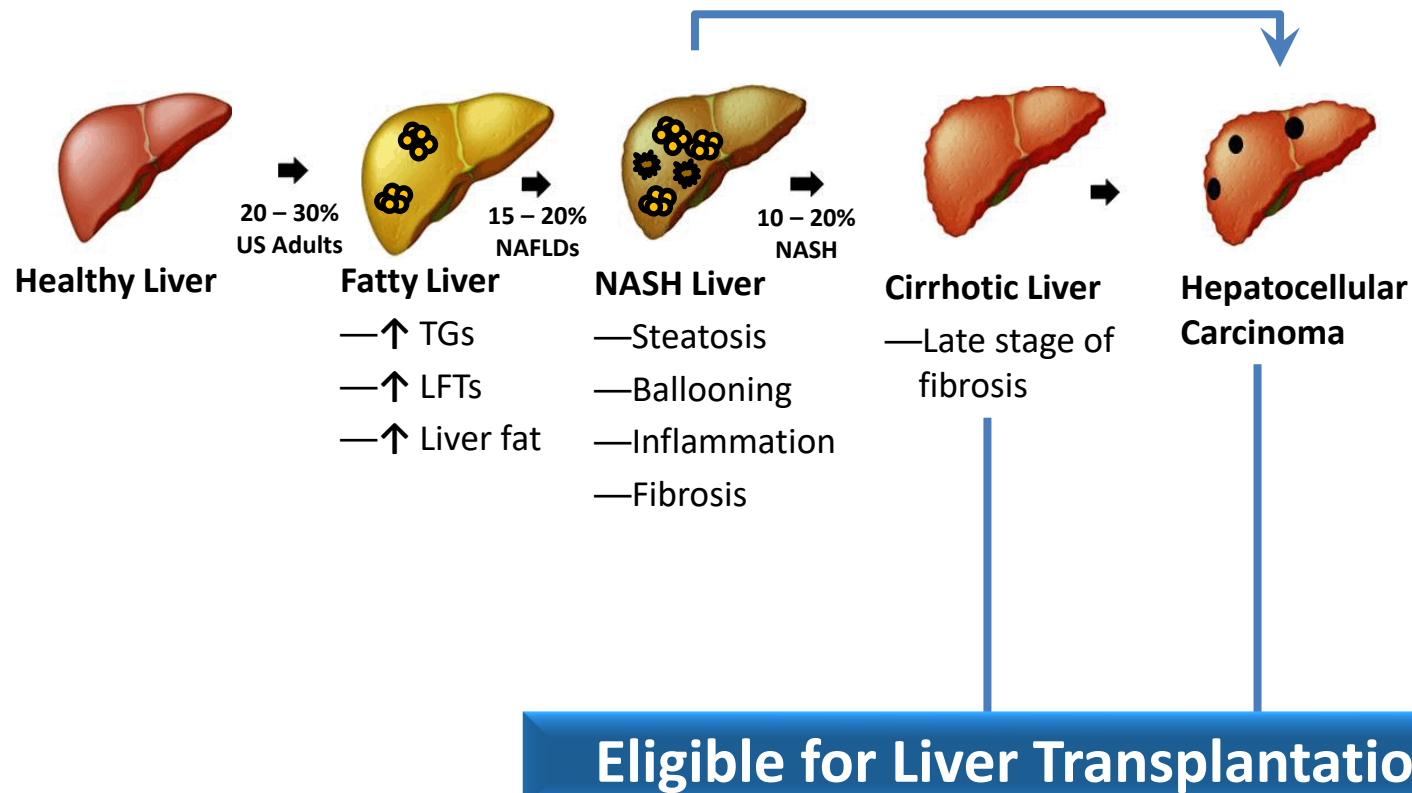 20 – 30%
US Adults
15 – 20%
NAFLDs
10 – 20%
NASH
Healthy Liver
Fatty Liver
—↑ TGs
—↑ LFTs
—↑ Liver fat
NASH Liver
—Steatosis
—Ballooning
—Inflammation
—Fibrosis
Cirrhotic Liver
—Late stage of
fibrosis
Hepatocellular
Carcinoma
Eligible for Liver Transplantatio